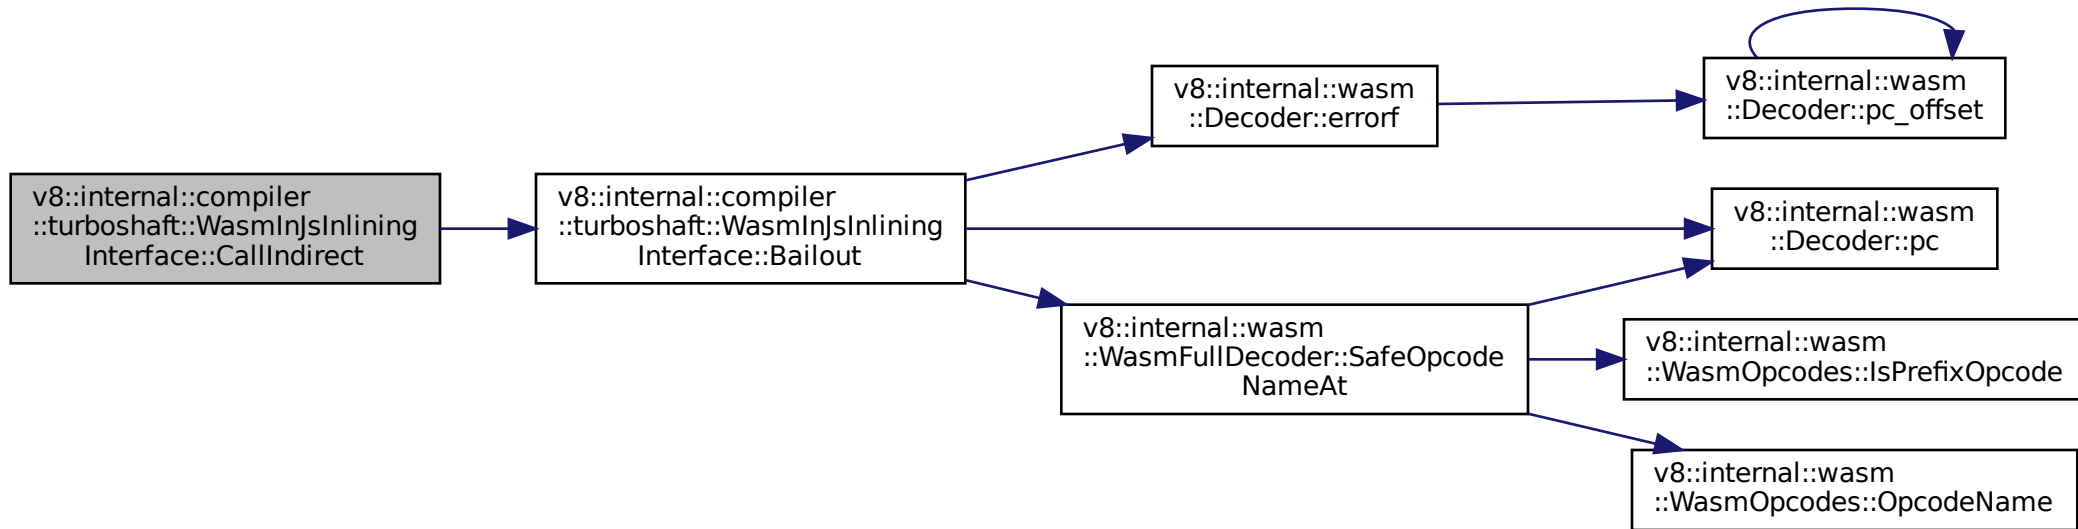 v8::internal::compiler
::turboshaft::WasmInJsInlining
Interface::CallIndirect
v8::internal::compiler
::turboshaft::WasmInJsInlining
Interface::Bailout
v8::internal::wasm
::Decoder::errorf
v8::internal::wasm
::Decoder::pc_offset
v8::internal::wasm
::Decoder::pc
v8::internal::wasm
::WasmFullDecoder::SafeOpcode
NameAt
v8::internal::wasm
::WasmOpcodes::IsPrefixOpcode
v8::internal::wasm
::WasmOpcodes::OpcodeName